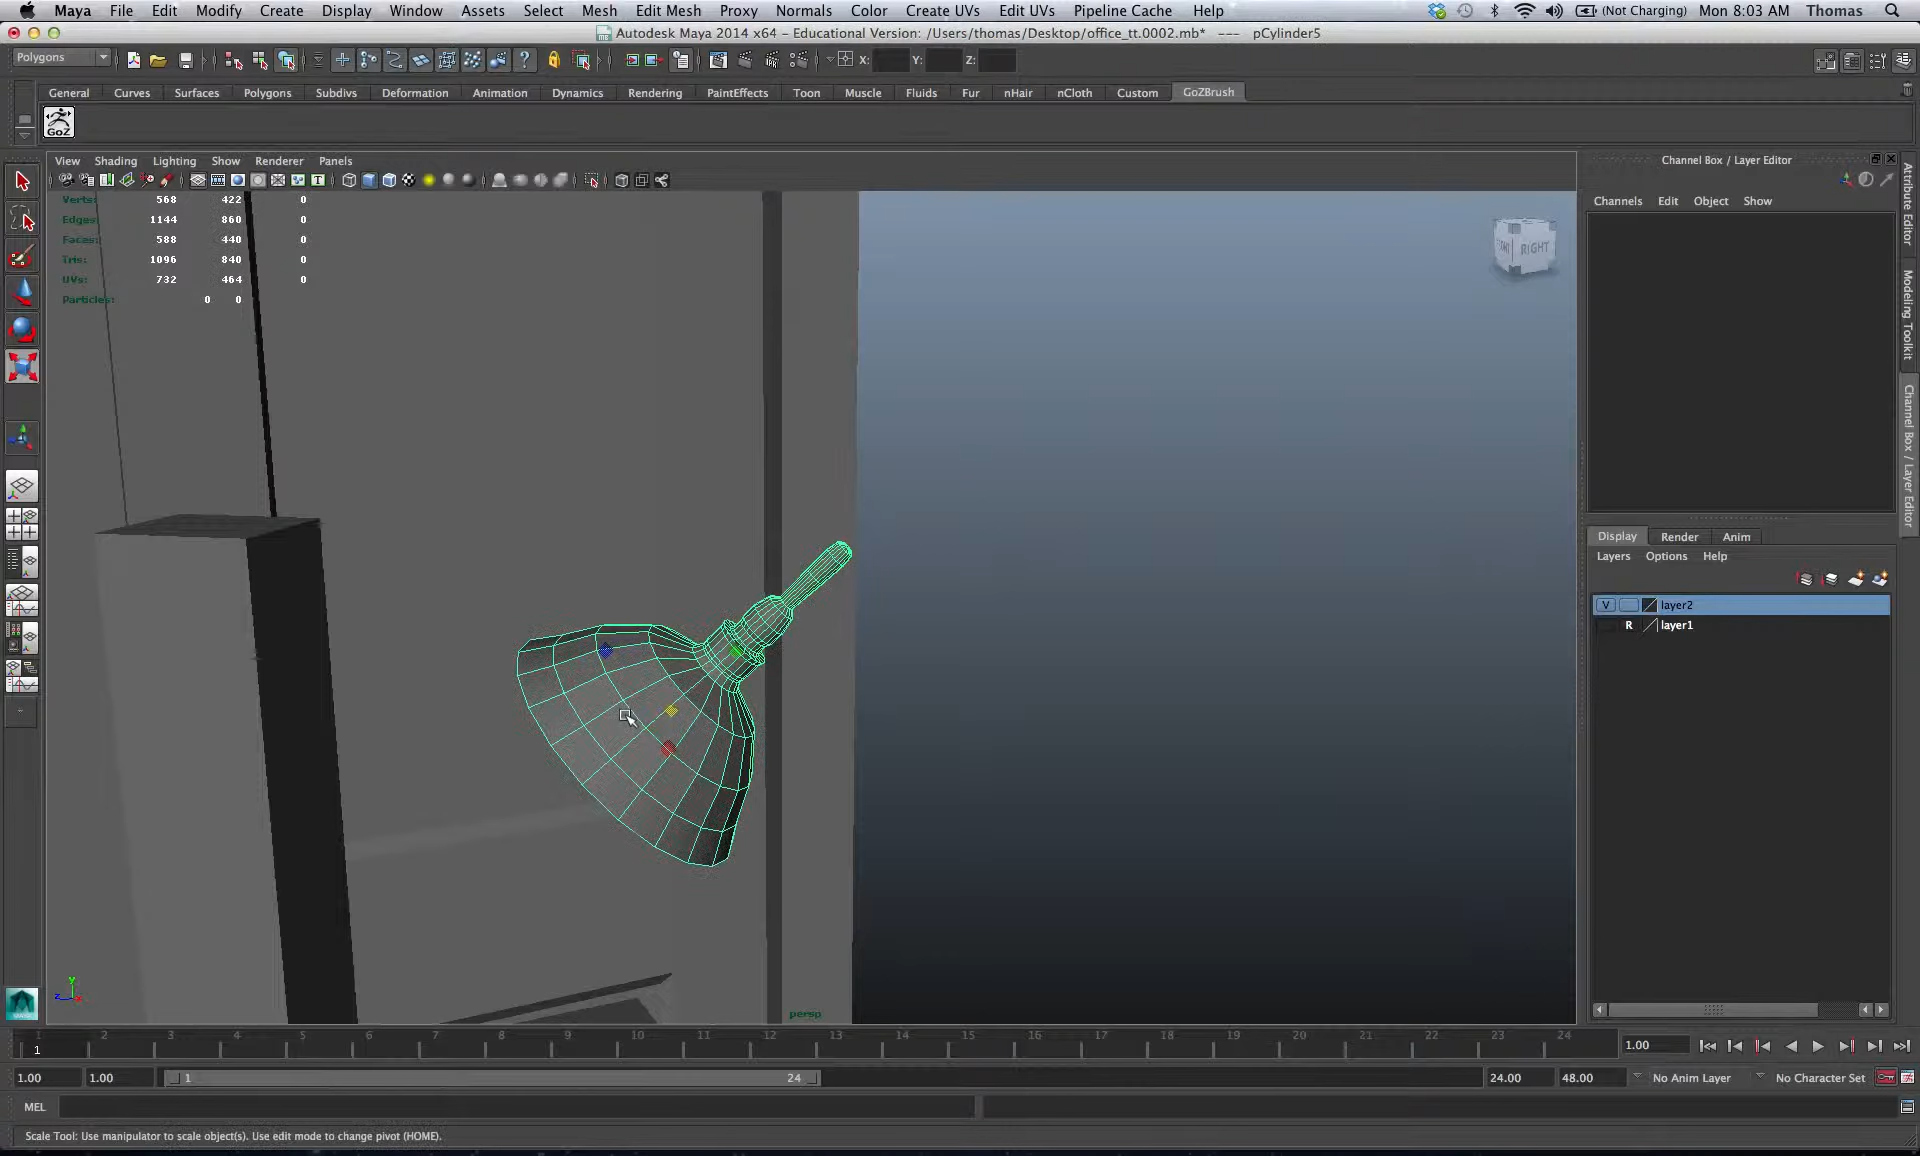 Maya File Edit Modify Create Display Window Assets Select Mesh Edit Mesh Proxy Normals Color Create UVs Edit UVs Pipeline Cache Help (Not Charging) Mon 8:03 AM Thomas
Autodesk Maya 2014 x64 - Educational Version: /Users/thomas/Desktop/office_tt.0002.mb* --- pCylinder5
Polygons X: Y: Z:
General Curves Surfaces Polygons Subdivs Deformation Animation Dynamics Rendering PaintEffects Toon Muscle Fluids Fur nHair nCloth Custom GoZBrush
GoZ
View Shading Lighting Show Renderer Panels
Channel Box / Layer Editor
Channels Edit Object Show
Verts: 568 422 0
Edges: 1144 860 0
Faces: 588 440 0
Tris: 1096 840 0
UVs: 732 464 0
Particles: 0 0
RIGHT
Attribute Editor
Modeling Toolkit
Channel Box / Layer Editor
Display Render Anim
Layers Options Help
V layer2
R layer1
y
z
persp
1 2 3 4 5 6 7 8 9 10 11 12 13 14 15 16 17 18 19 20 21 22 23 24
1 1.00
1.00 1.00 1 24 24.00 48.00 No Anim Layer No Character Set
MEL
Scale Tool: Use manipulator to scale object(s). Use edit mode to change pivot (HOME).